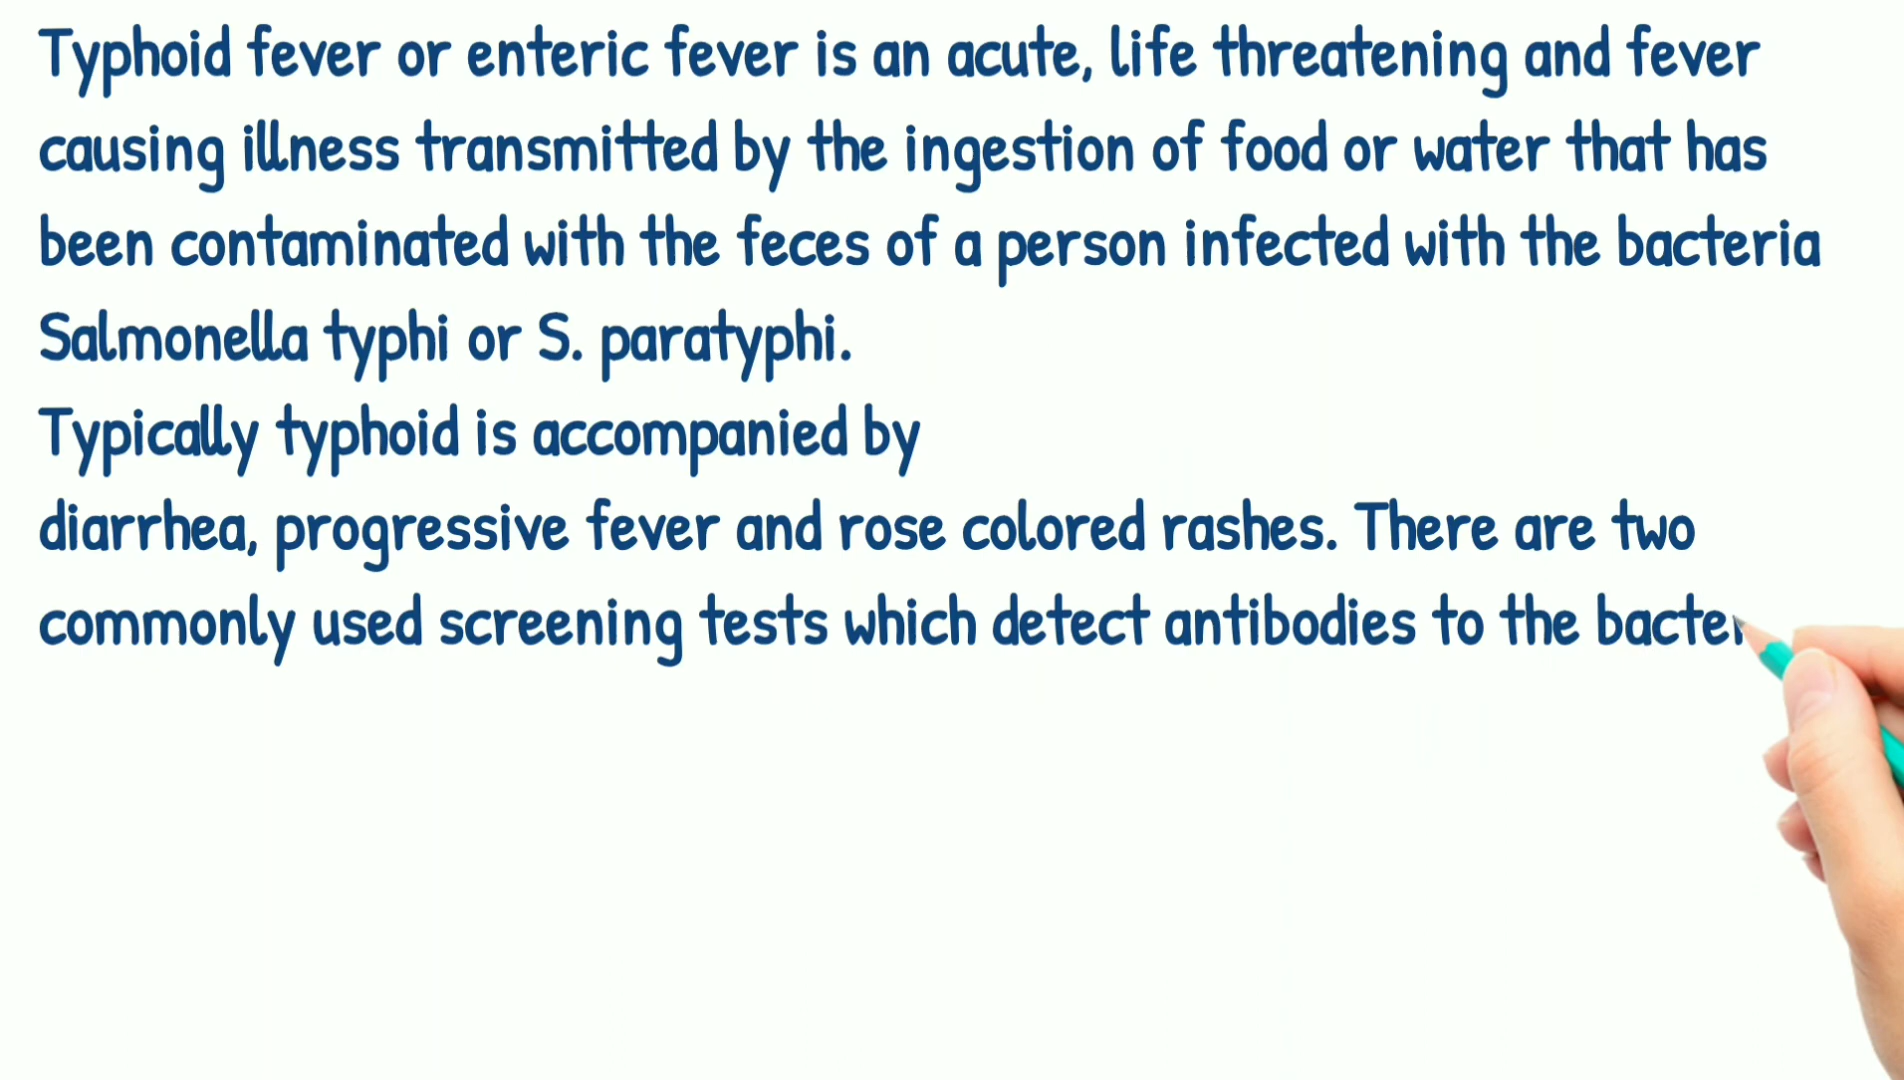 Typhoid fever or enteric fever is an acute, life threatening and fever
causing illness transmitted by the ingestion of food or water that has
been contaminated with the feces of a person infected with the bacteria
Salmonella typhi or S. paratyphi.
Typically typhoid is accompanied by
diarrhea, progressive fever and rose colored rashes. There are two
commonly used screening tests which detect antibodies to the